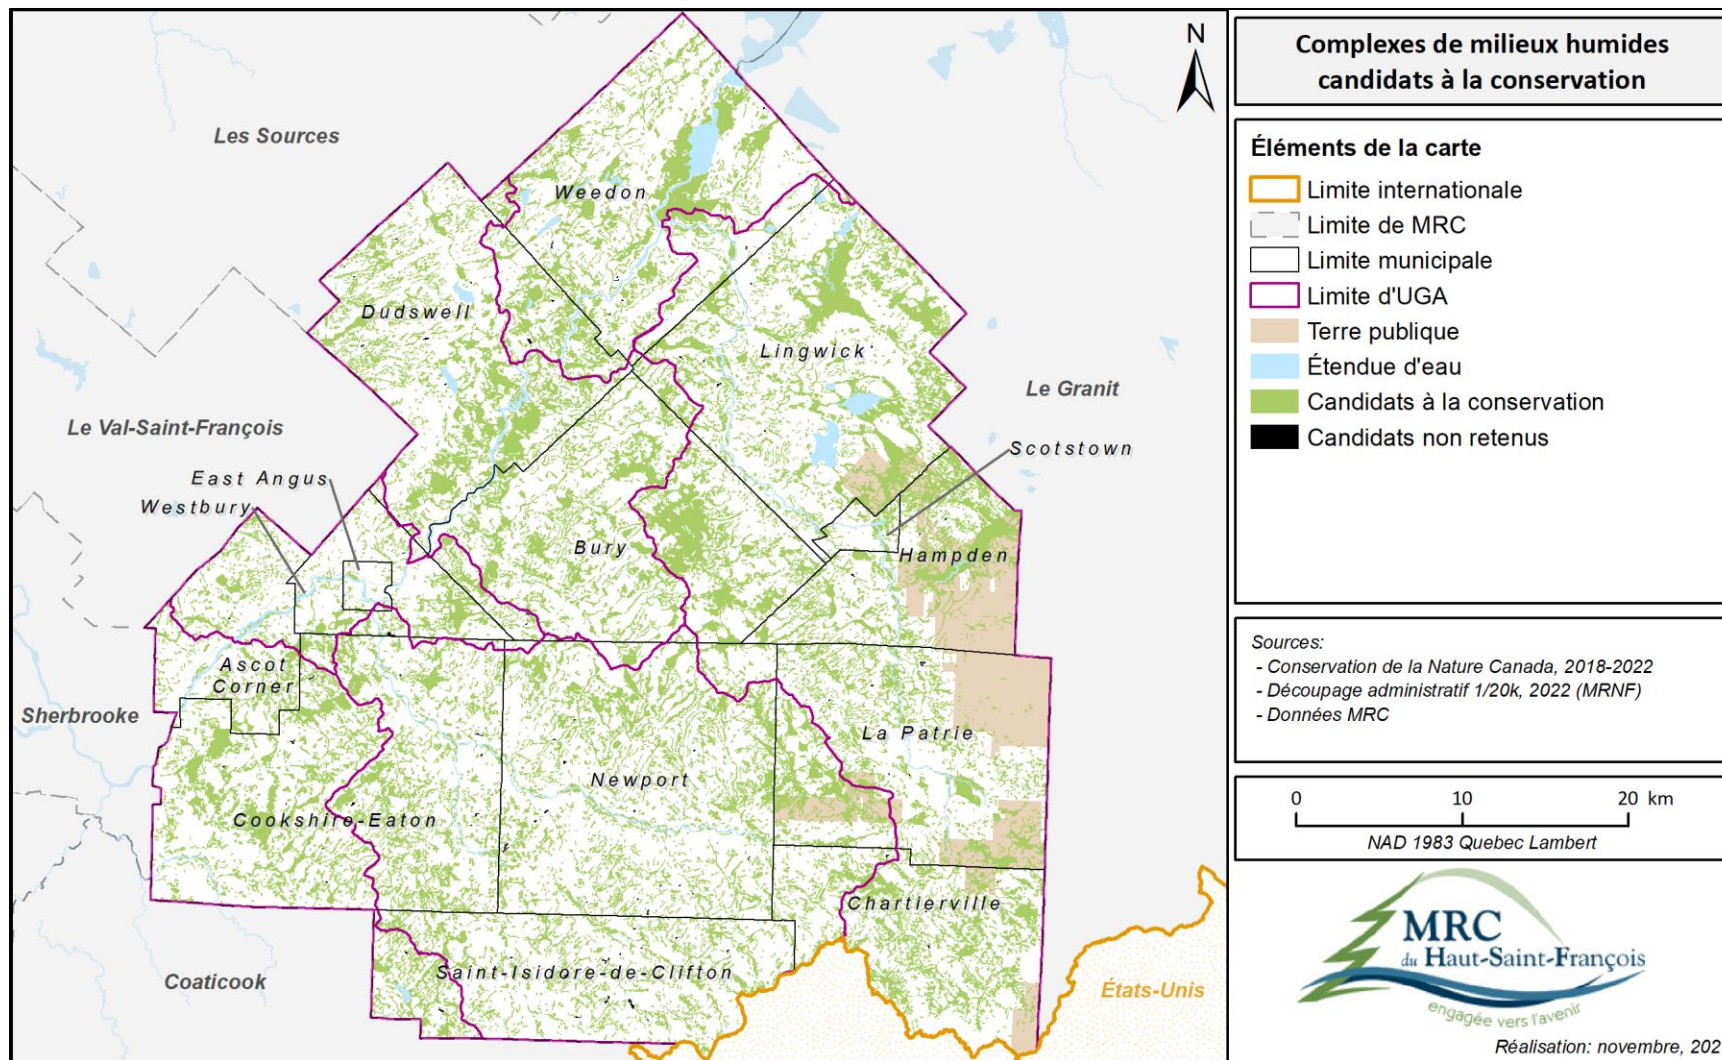 N
Les Sources
Weedon
Dudswell
Lingwick
Le Granit
Le Val-Saint-François
Scotstown
East Angus
Westbury
Bury
Hampden
Ascot
Corner
Sherbrooke
La Patrie
Newport
Cookshire-Eaton
Chartierville
Saint-Isidore-de-Clifton
Coaticook
États-Unis
Complexes de milieux humides
candidats à la conservation
Éléments de la carte
Limite internationale
Limite de MRC
Limite municipale
Limite d'UGA
Terre publique
Étendue d'eau
Candidats à la conservation
Candidats non retenus
Sources:
- Conservation de la Nature Canada, 2018-2022
- Découpage administratif 1/20k, 2022 (MRNF)
- Données MRC
0 10 20 km
NAD 1983 Quebec Lambert
MRC
du Haut-Saint-François
engagée vers l'avenir
Réalisation: novembre, 202